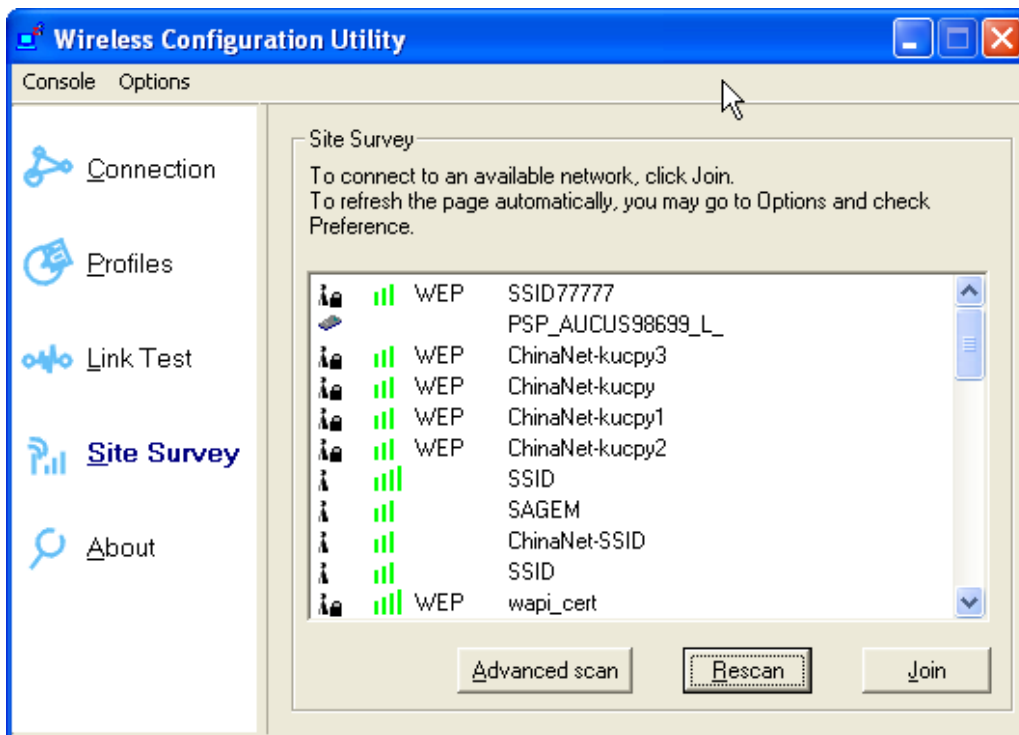 Wireless Configuration Utility
Console Options
Connection
Profiles
Link Test
Site Survey
About
Site Survey
To connect to an available network, click Join.
To refresh the page automatically, you may go to Options and check
Preference.
WEP SSID77777
PSP_AUCUS98699_L_
WEP ChinaNet-kucpy3
WEP ChinaNet-kucpy
WEP ChinaNet-kucpy1
WEP ChinaNet-kucpy2
SSID
SAGEM
ChinaNet-SSID
SSID
WEP wapi_cert
Advanced scan Rescan Join